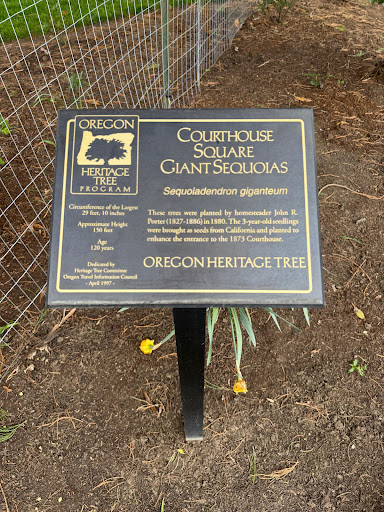 OREGON
HERITAGE
TREE
PROGRAM
Circumference of the Largest
29 feet, 10 inches
Approximate Height
150 feet
Age
120 years
Dedicated by
Heritage Tree Committee
Oregon Travel Information Council
- April 1997 -
COURTHOUSE
SQUARE
GIANT SEQUOIAS
Sequoiadendron giganteum
These trees were planted by homesteader John R.
Porter (1827-1886) in 1880. The 3-year-old seedlings
were brought as seeds from California and planted to
enhance the entrance to the 1873 Courthouse.
OREGON HERITAGE TREE